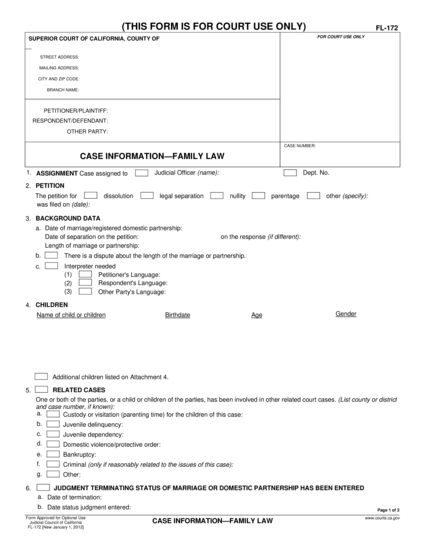 (THIS FORM IS FOR COURT USE ONLY)
FL-172
SUPERIOR COURT OF CALIFORNIA, COUNTY OF
FOR COURT USE ONLY
STREET ADDRESS:
MAILING ADDRESS:
CITY AND ZIP CODE:
BRANCH NAME:
PETITIONER/PLAINTIFF:
RESPONDENT/DEFENDANT:
OTHER PARTY:
CASE NUMBER:
CASE INFORMATION—FAMILY LAW
1. ASSIGNMENT Case assigned to Judicial Officer (name): Dept. No.
2. PETITION
The petition for dissolution legal separation nullity parentage other (specify):
was filed on (date):
3. BACKGROUND DATA
a. Date of marriage/registered domestic partnership:
Date of separation on the petition: on the response (if different):
Length of marriage or partnership:
b. There is a dispute about the length of the marriage or partnership.
c. Interpreter needed
(1) Petitioner's Language:
(2) Respondent's Language:
(3) Other Party's Language:
4. CHILDREN
Name of child or children Birthdate Age Gender
Additional children listed on Attachment 4.
5. RELATED CASES
One or both of the parties, or a child or children of the parties, has been involved in other related court cases. (List county or district
and case number, if known):
a. Custody or visitation (parenting time) for the children of this case:
b. Juvenile delinquency:
c. Juvenile dependency:
d. Domestic violence/protective order:
e. Bankruptcy:
f. Criminal (only if reasonably related to the issues of this case):
g. Other:
6. JUDGMENT TERMINATING STATUS OF MARRIAGE OR DOMESTIC PARTNERSHIP HAS BEEN ENTERED
a. Date of termination:
b. Date status judgment entered:
Page 1 of 2
Form Approved for Optional Use
Judicial Council of California
FL-172 [New January 1, 2012]
CASE INFORMATION—FAMILY LAW
www.courts.ca.gov